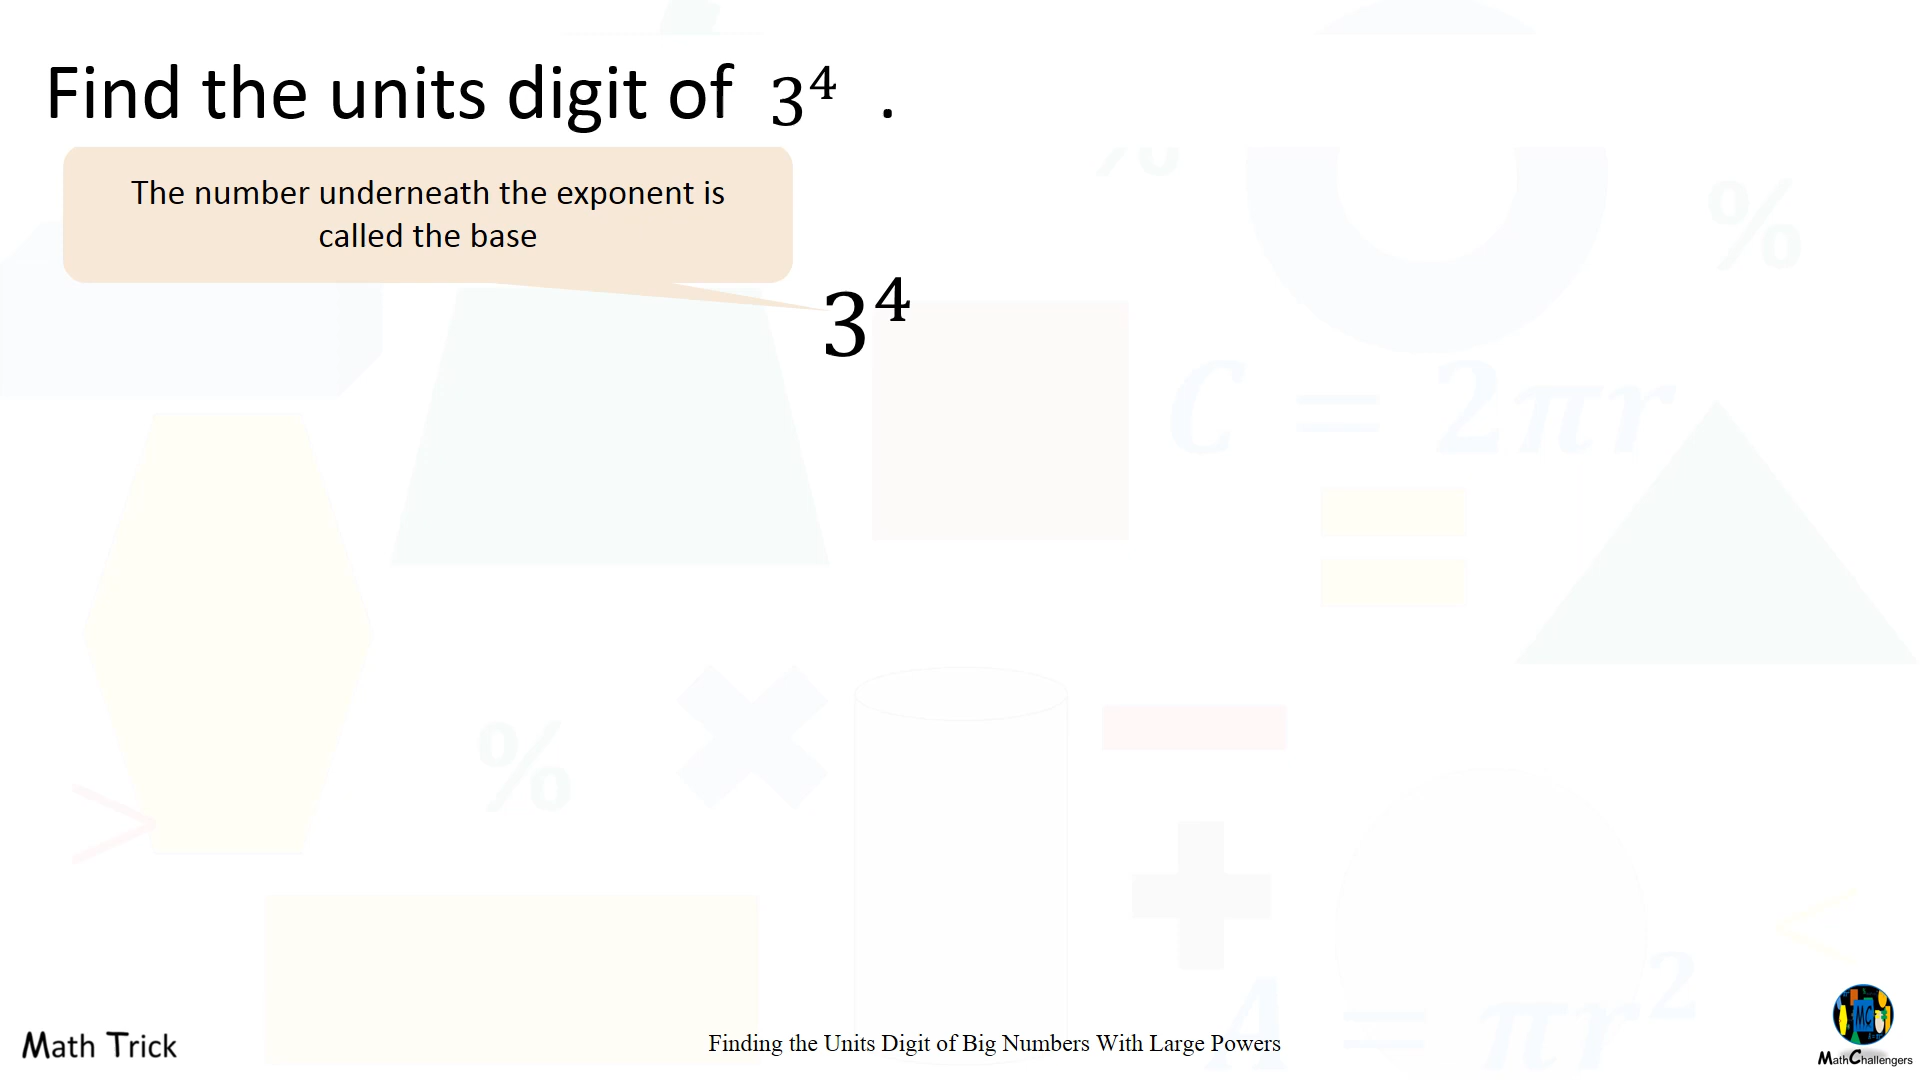 Find the units digit of 3⁴ .
The number underneath the exponent is
called the base
3⁴
%
%
C = 2πr
%
>
<
A = πr²
Math Trick
Finding the Units Digit of Big Numbers With Large Powers
MC
MathChallengers